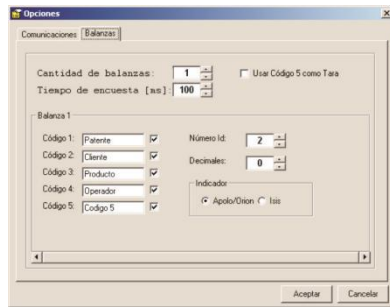 Opciones
Comunicaciones Balanzas
Cantidad de balanzas: 1 Usar Código 5 como Tara
Tiempo de encuesta [ms]: 100
Balanza 1
Código 1: Patente Número Id: 2
Código 2: Cliente
Código 3: Producto Decimales: 0
Código 4: Operador Indicador
Código 5: Codigo 5 Apolo/Orion Isis
Aceptar Cancelar